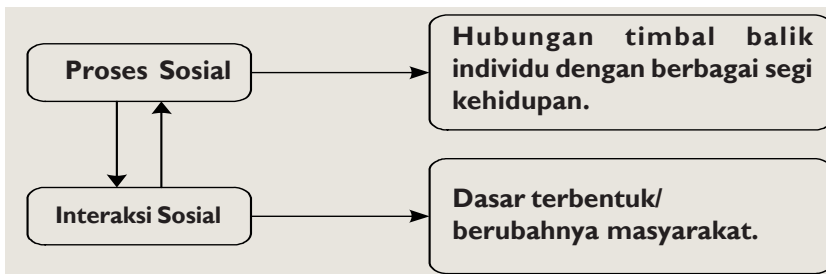 Proses Sosial
Hubungan timbal balik
individu dengan berbagai segi
kehidupan.
Interaksi Sosial
Dasar terbentuk/
berubahnya masyarakat.